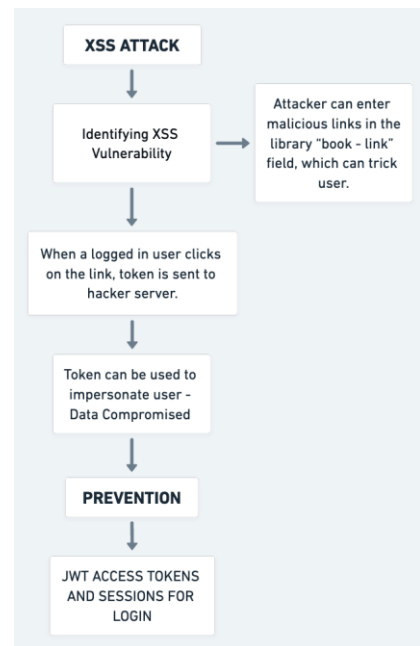 XSS ATTACK
Identifying XSS
Vulnerability
Attacker can enter
malicious links in the
library “book - link”
field, which can trick
user.
When a logged in user clicks
on the link, token is sent to
hacker server.
Token can be used to
impersonate user -
Data Compromised
PREVENTION
JWT ACCESS TOKENS
AND SESSIONS FOR
LOGIN